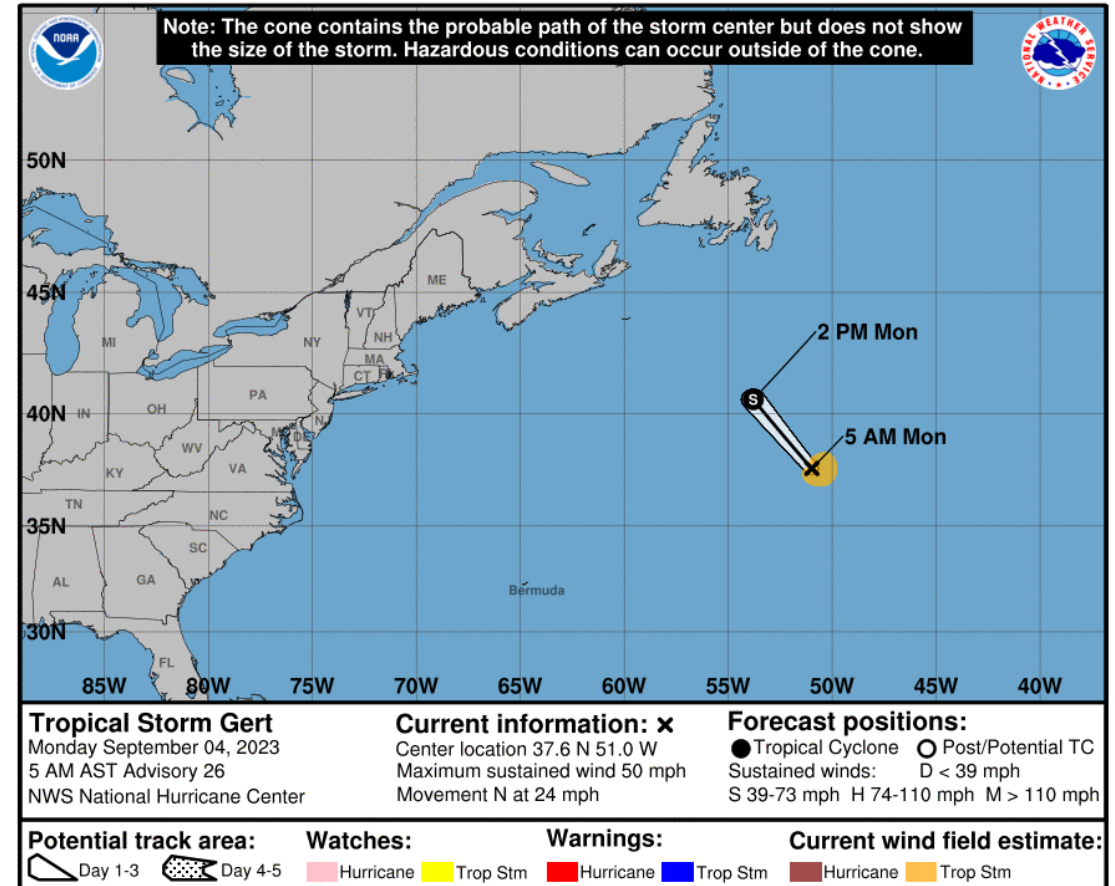 Note: The cone contains the probable path of the storm center but does not show
the size of the storm. Hazardous conditions can occur outside of the cone.
NOAA
NATIONAL WEATHER SERVICE
50N
45N
40N
35N
30N
ME
VT
NH
MI
NY
MA
CT
PA
IN
OH
DE
WV
VA
KY
TN
NC
SC
AL
GA
FL
Bermuda
2 PM Mon
S
5 AM Mon
85W 80W 75W 70W 65W 60W 55W 50W 45W 40W
Tropical Storm Gert
Monday September 04, 2023
5 AM AST Advisory 26
NWS National Hurricane Center
Current information: x
Center location 37.6 N 51.0 W
Maximum sustained wind 50 mph
Movement N at 24 mph
Forecast positions:
Tropical Cyclone Post/Potential TC
Sustained winds: D < 39 mph
S 39-73 mph H 74-110 mph M > 110 mph
Potential track area:
Day 1-3 Day 4-5
Watches:
Hurricane Trop Stm
Warnings:
Hurricane Trop Stm
Current wind field estimate:
Hurricane Trop Stm